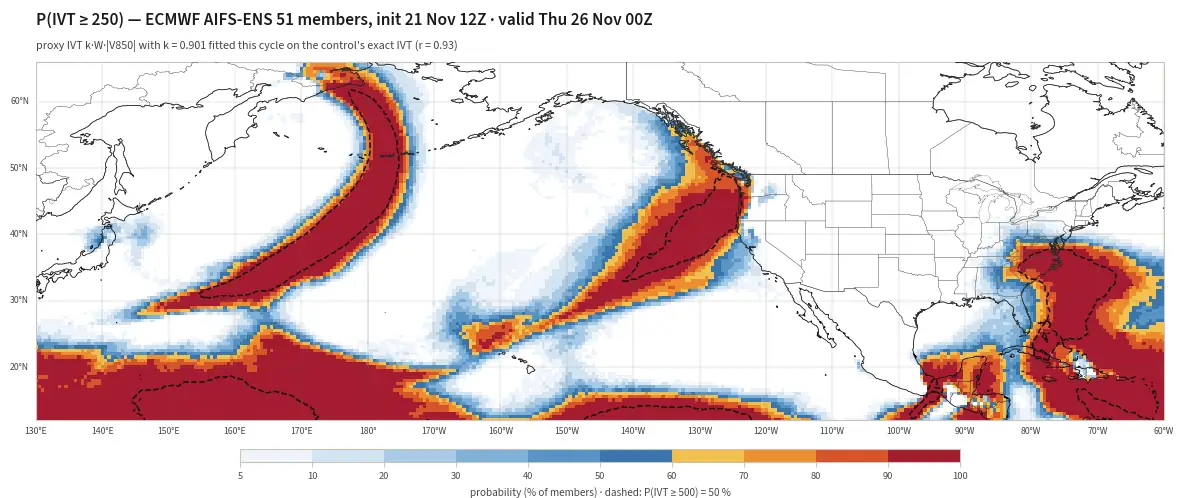 P(IVT ≥ 250) — ECMWF AIFS-ENS 51 members, init 21 Nov 12Z · valid Thu 26 Nov 00Z
proxy IVT k·W·|V850| with k = 0.901 fitted this cycle on the control's exact IVT (r = 0.93)
60°N
50°N
40°N
30°N
20°N
130°E 140°E 150°E 160°E 170°E 180° 170°W 160°W 150°W 140°W 130°W 120°W 110°W 100°W 90°W 80°W 70°W 60°W
5 10 20 30 40 50 60 70 80 90 100
probability (% of members) · dashed: P(IVT ≥ 500) = 50 %